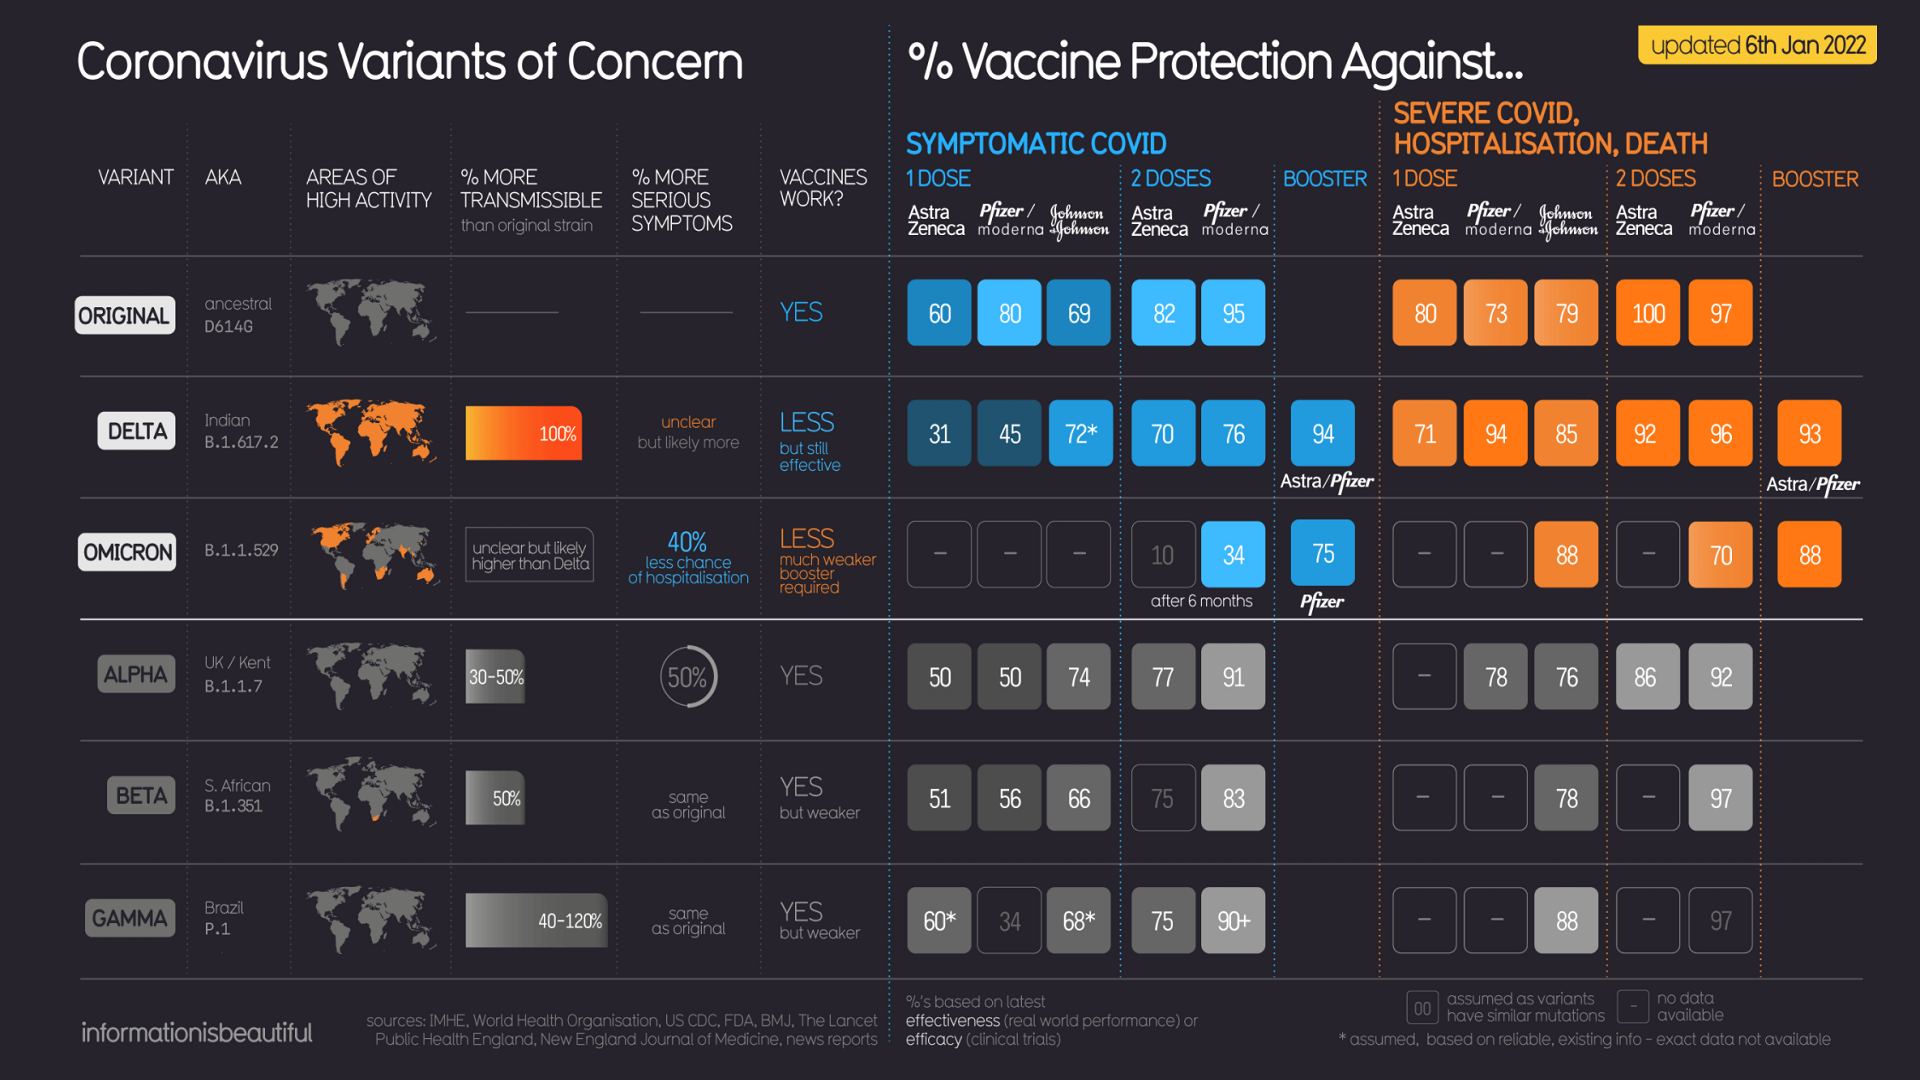 Coronavirus Variants of Concern
% Vaccine Protection Against...
updated 6th Jan 2022
SYMPTOMATIC COVID
SEVERE COVID,
HOSPITALISATION, DEATH
VARIANT
AKA
AREAS OF
HIGH ACTIVITY
% MORE
TRANSMISSIBLE
than original strain
% MORE
SERIOUS
SYMPTOMS
VACCINES
WORK?
1 DOSE
2 DOSES
BOOSTER
1 DOSE
2 DOSES
BOOSTER
Astra
Zeneca
Pfizer /
moderna
Johnson
&Johnson
Astra
Zeneca
Pfizer /
moderna
Astra
Zeneca
Pfizer /
moderna
Johnson
&Johnson
Astra
Zeneca
Pfizer /
moderna
ORIGINAL
ancestral
D614G
YES
60 80 69 82 95
80 73 79 100 97
DELTA
Indian
B.1.617.2
100%
unclear
but likely more
LESS
but still
effective
31 45 72* 70 76 94
Astra/Pfizer
71 94 85 92 96 93
Astra/Pfizer
OMICRON
B.1.1.529
unclear but likely
higher than Delta
40%
less chance
of hospitalisation
LESS
much weaker
booster
required
– – – 10 34 75
after 6 months
Pfizer
– – 88 – 70 88
ALPHA
UK / Kent
B.1.1.7
30-50%
50%
YES
50 50 74 77 91
– 78 76 86 92
BETA
S. African
B.1.351
50%
same
as original
YES
but weaker
51 56 66 75 83
– – 78 – 97
GAMMA
Brazil
P.1
40-120%
same
as original
YES
but weaker
60* 34 68* 75 90+
– – 88 – 97
informationisbeautiful
sources: IMHE, World Health Organisation, US CDC, FDA, BMJ, The Lancet
Public Health England, New England Journal of Medicine, news reports
%'s based on latest
effectiveness (real world performance) or
efficacy (clinical trials)
00 assumed as variants
have similar mutations
– no data
available
* assumed, based on reliable, existing info - exact data not available